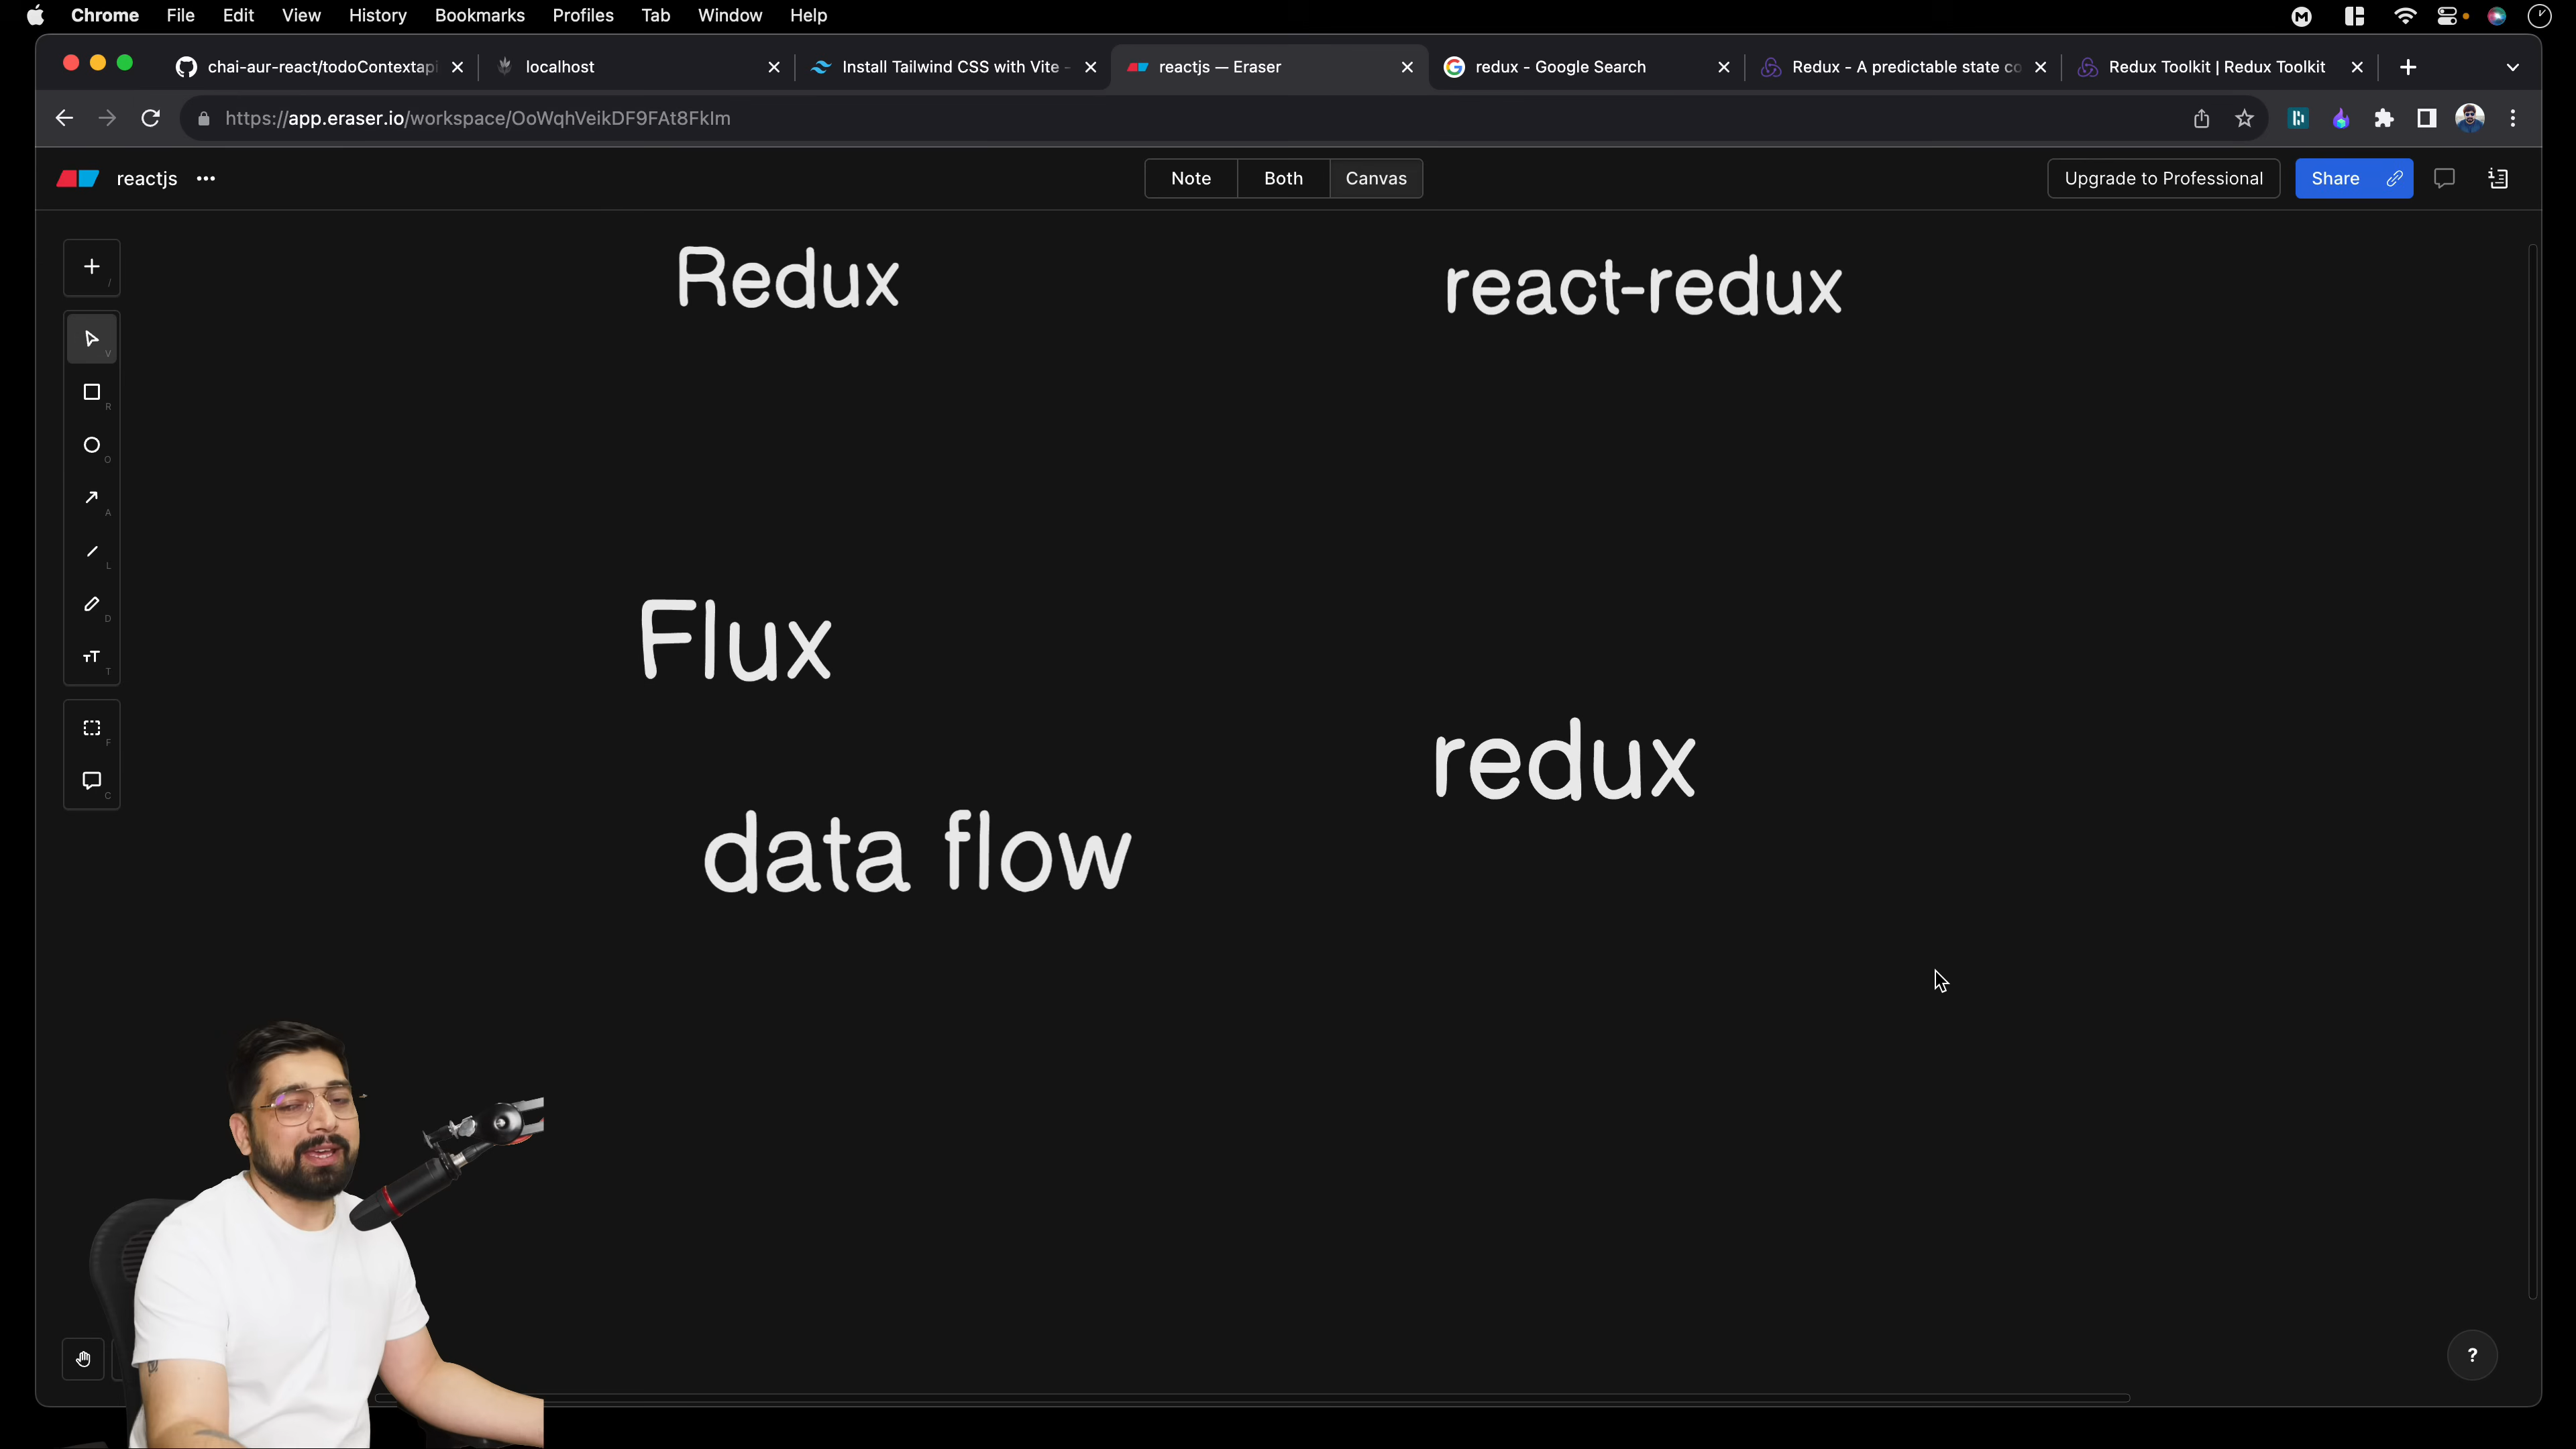 Chrome File Edit View History Bookmarks Profiles Tab Window Help
chai-aur-react/todoContextapi
localhost
Install Tailwind CSS with Vite -
reactjs — Eraser
redux - Google Search
Redux - A predictable state co
Redux Toolkit | Redux Toolkit
https://app.eraser.io/workspace/OoWqhVeikDF9FAt8FkIm
reactjs
Note
Both
Canvas
Upgrade to Professional
Share
Redux
react-redux
/
V
R
O
A
L
D
T
F
C
Flux
redux
data flow
?